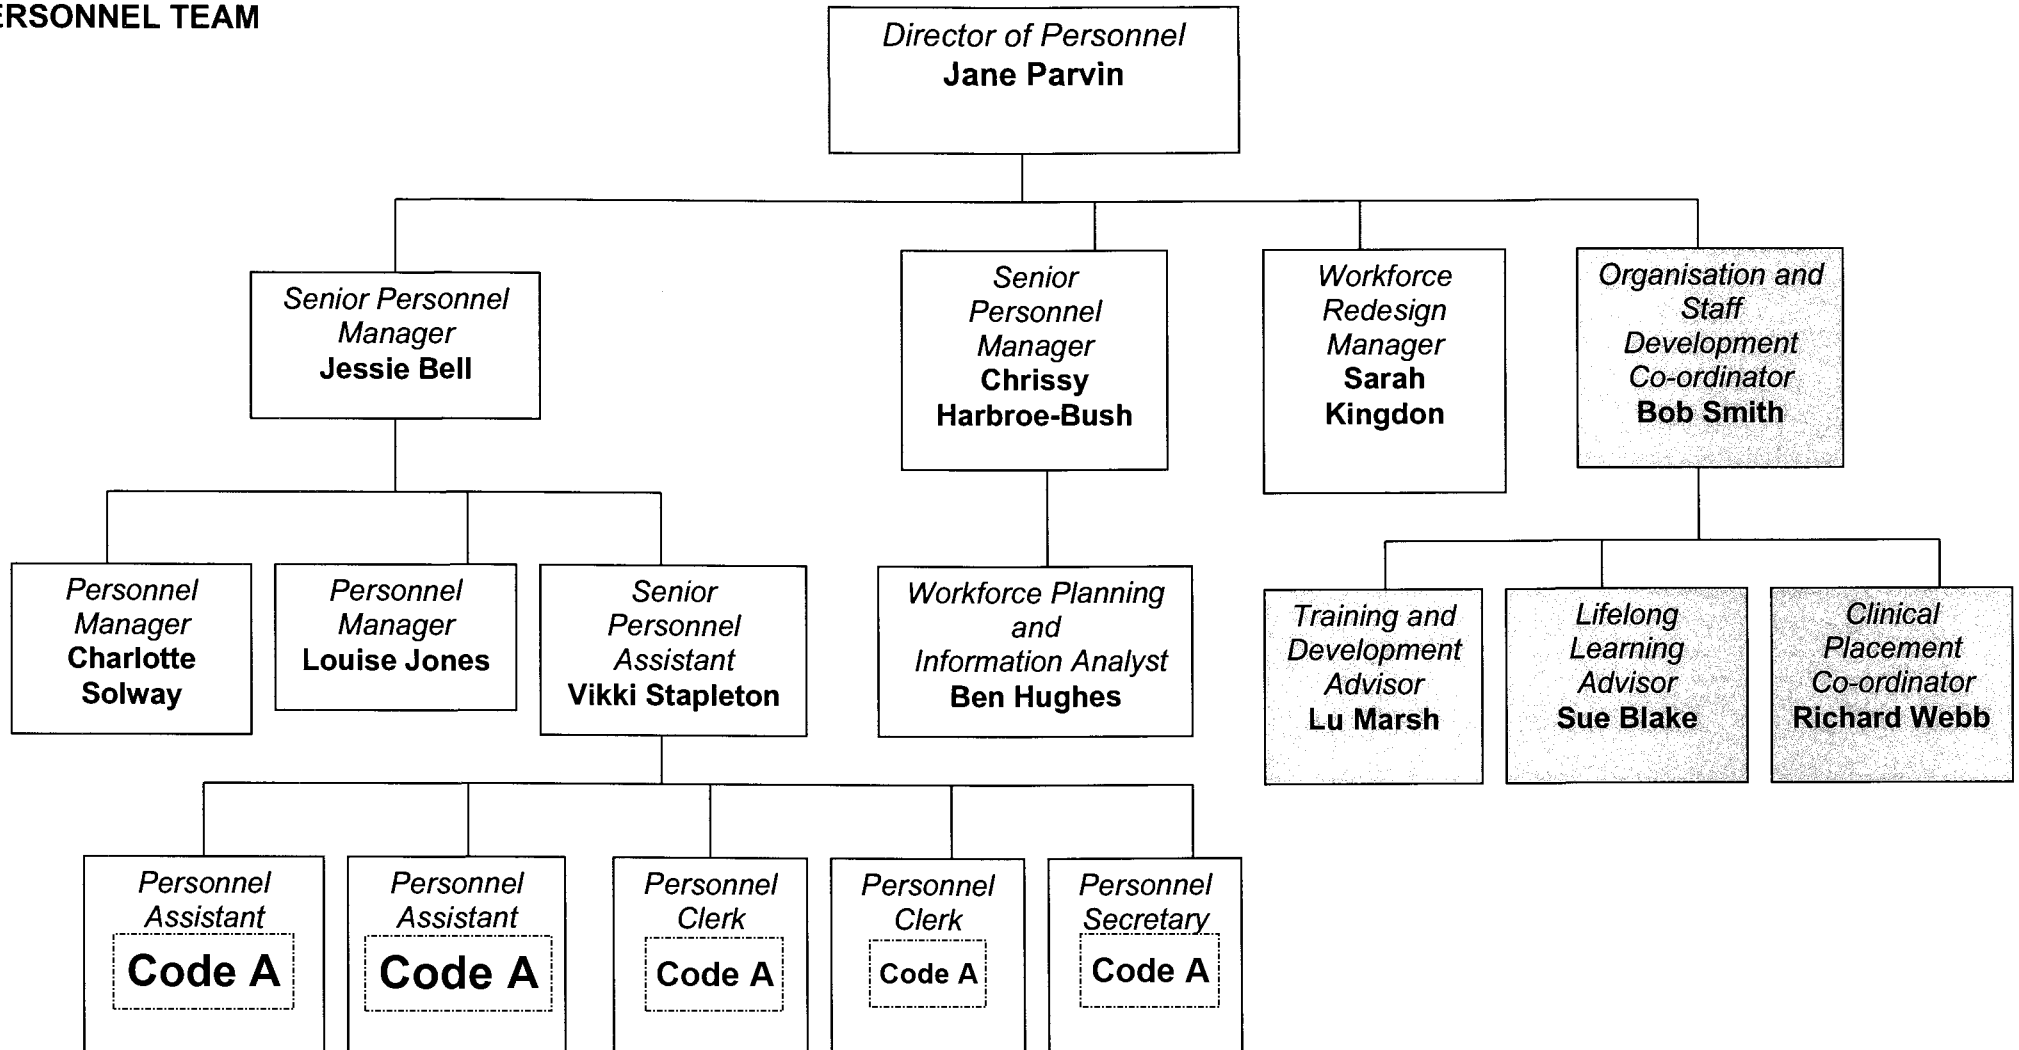 ERSONNEL TEAM
Director of Personnel
Jane Parvin
Senior Personnel
Manager
Jessie Bell
Senior
Personnel
Manager
Chrissy
Harbroe-Bush
Workforce
Redesign
Manager
Sarah
Kingdon
Organisation and
Staff
Development
Co-ordinator
Bob Smith
Personnel
Manager
Charlotte
Solway
Personnel
Manager
Louise Jones
Senior
Personnel
Assistant
Vikki Stapleton
Workforce Planning
and
Information Analyst
Ben Hughes
Training and
Development
Advisor
Lu Marsh
Lifelong
Learning
Advisor
Sue Blake
Clinical
Placement
Co-ordinator
Richard Webb
Personnel
Assistant
Code A
Personnel
Assistant
Code A
Personnel
Clerk
Code A
Personnel
Clerk
Code A
Personnel
Secretary
Code A